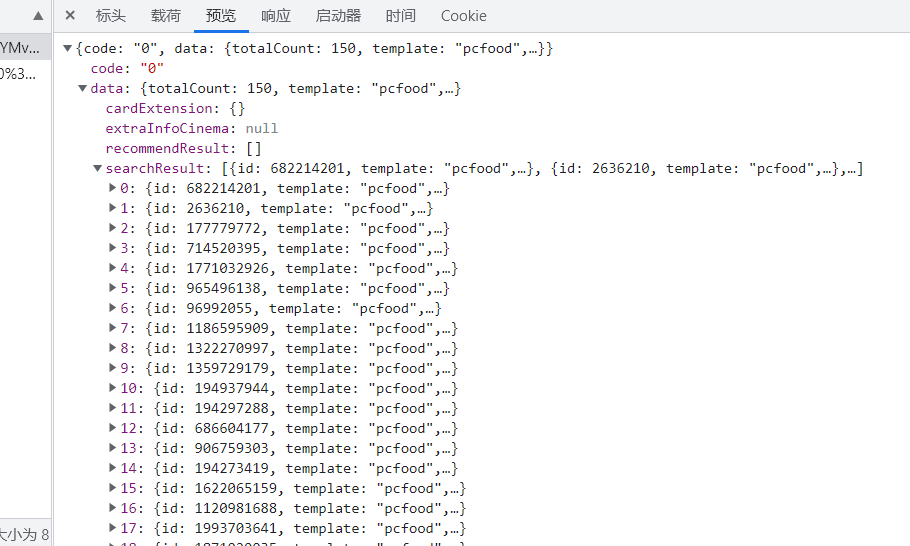 标头 载荷 预览 响应 启动器 时间 Cookie
YMv...
0%3...
{code: "0", data: {totalCount: 150, template: "pcfood",…}}
code: "0"
data: {totalCount: 150, template: "pcfood",…}
cardExtension: {}
extraInfoCinema: null
recommendResult: []
searchResult: [{id: 682214201, template: "pcfood",…}, {id: 2636210, template: "pcfood",…},…]
0: {id: 682214201, template: "pcfood",…}
1: {id: 2636210, template: "pcfood",…}
2: {id: 177779772, template: "pcfood",…}
3: {id: 714520395, template: "pcfood",…}
4: {id: 1771032926, template: "pcfood",…}
5: {id: 965496138, template: "pcfood",…}
6: {id: 96992055, template: "pcfood",…}
7: {id: 1186595909, template: "pcfood",…}
8: {id: 1322270997, template: "pcfood",…}
9: {id: 1359729179, template: "pcfood",…}
10: {id: 194937944, template: "pcfood",…}
11: {id: 194297288, template: "pcfood",…}
12: {id: 686604177, template: "pcfood",…}
13: {id: 906759303, template: "pcfood",…}
14: {id: 194273419, template: "pcfood",…}
15: {id: 1622065159, template: "pcfood",…}
16: {id: 1120981688, template: "pcfood",…}
17: {id: 1993703641, template: "pcfood",…}
大小为 8